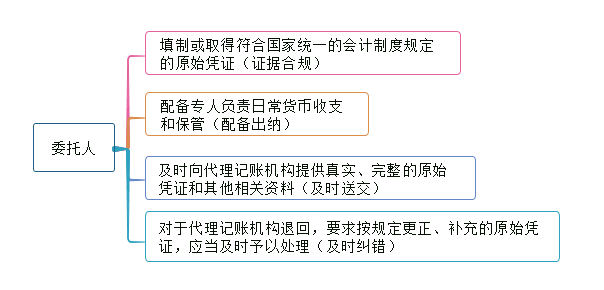 填制或取得符合国家统一的会计制度规定
的原始凭证（证据合规）
配备专人负责日常货币收支
和保管（配备出纳）
委托人
及时向代理记账机构提供真实、完整的原始
凭证和其他相关资料（及时送交）
对于代理记账机构退回，要求按规定更正、补充的原始凭
证，应当及时予以处理（及时纠错）